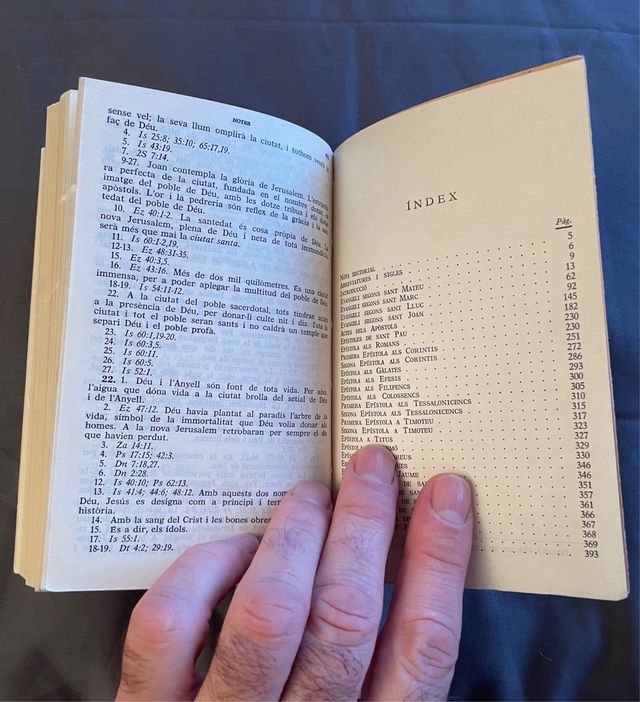 NOTES
sense vel; la seva llum omplirà la ciutat, i tothom
faç de Déu.
4. Is 25:8; 35:10; 65:17,19.
5. Is 43:19.
7. 2S 7:14.
9-27. Joan contempla la glòria de Jerusalem. L'
ra perfecta de la ciutat, fundada en el nombre dotze, és
imatge del poble de Déu, amb les dotze tribus i els dotze
apòstols. L'or i la pedreria són reflex de la gràcia i la
tedat del poble de Déu.
10. Ez 40:1-2. La santedat és cosa pròpia de Déu. La
nova Jerusalem, plena de Déu i neta de tota immundícia,
serà més que mai la ciutat santa.
11. Is 60:1-2,19.
12-13. Ez 48:31-35.
15. Ez 40:3,5.
16. Ez 43:16. Més de dos mil quilòmetres. És una ciutat
immensa, per a poder aplegar la multitud del poble de Déu.
18-19. Is 54:11-12.
22. A la ciutat del poble sacerdotal, tots tindran accés
a la presència de Déu, per donar-li culte nit i dia. Tota la
ciutat i tot el poble seran sants i no caldrà un temple que
separi Déu i el poble profà.
23. Is 60:1,19-20.
24. Is 60:3,5.
25. Is 60:11.
26. Is 60:5.
27. Is 52:1.
22. 1. Déu i l'Anyell són font de tota vida. Per això,
l'aigua que dóna vida a la ciutat brolla del setial de Déu
i de l'Anyell.
2. Ez 47:12. Déu havia plantat al paradís l'arbre de la
vida, símbol de la immortalitat que Déu volia donar als
homes. A la nova Jerusalem retrobaran per sempre el do
que havien perdut.
3. Za 14:11.
4. Ps 17:15; 42:3.
5. Dn 7:18,27.
6. Dn 2:28.
12. Is 40:10; Ps 62:13.
13. Is 41:4; 44:6; 48:12. Amb aquests dos nom
Déu, Jesús es designa com a principi i ter
història.
14. Amb la sang del Crist i les bones obres
15. És a dir, els ídols.
17. Is 55:1.
18-19. Dt 4:2; 29:19.
ÍNDEX
Pàg.
Nota editorial 5
Abreviatures i sigles 6
Introducció 9
Evangeli segons sant Mateu 13
Evangeli segons sant Marc 62
Evangeli segons sant Lluc 92
Evangeli segons sant Joan 145
Actes dels Apòstols 182
Epístoles de sant Pau 230
Epístola als Romans 230
Primera Epístola als Corintis 251
Segona Epístola als Corintis 272
Epístola als Gàlates 286
Epístola als Efesis 293
Epístola als Filipencs 300
Epístola als Colossencs 305
Primera Epístola als Tessalonicencs 310
Segona Epístola als Tessalonicencs 315
Primera Epístola a Timoteu 317
Segona Epístola a Timoteu 323
Epístola a Titus 327
329
330
346
346
351
357
361
366
367
368
369
393